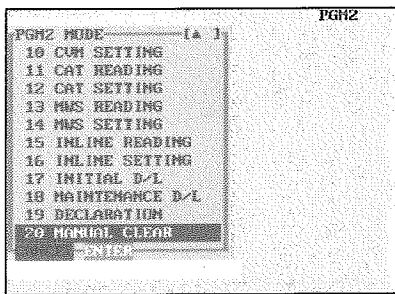 PGM2
PGM2 MODE [▲ ]
10 CVM SETTING
11 CAT READING
12 CAT SETTING
13 MWS READING
14 MWS SETTING
15 INLINE READING
16 INLINE SETTING
17 INITIAL D/L
18 MAINTENANCE D/L
19 DECLARATION
20 MANUAL CLEAR
ENTER